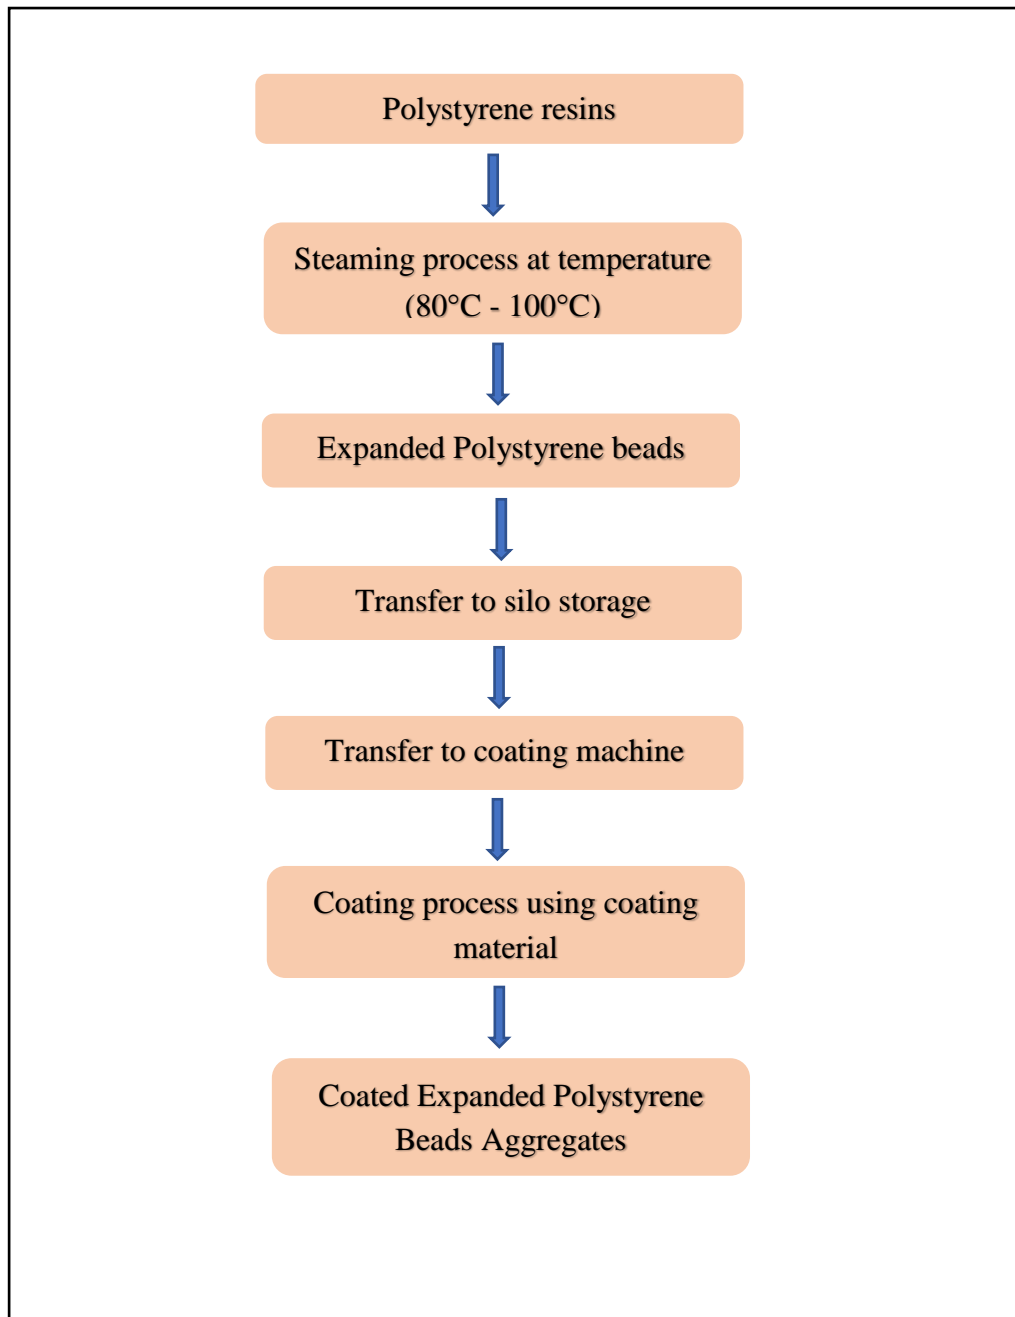 Polystyrene resins
Steaming process at temperature
(80°C - 100°C)
Expanded Polystyrene beads
Transfer to silo storage
Transfer to coating machine
Coating process using coating
material
Coated Expanded Polystyrene
Beads Aggregates